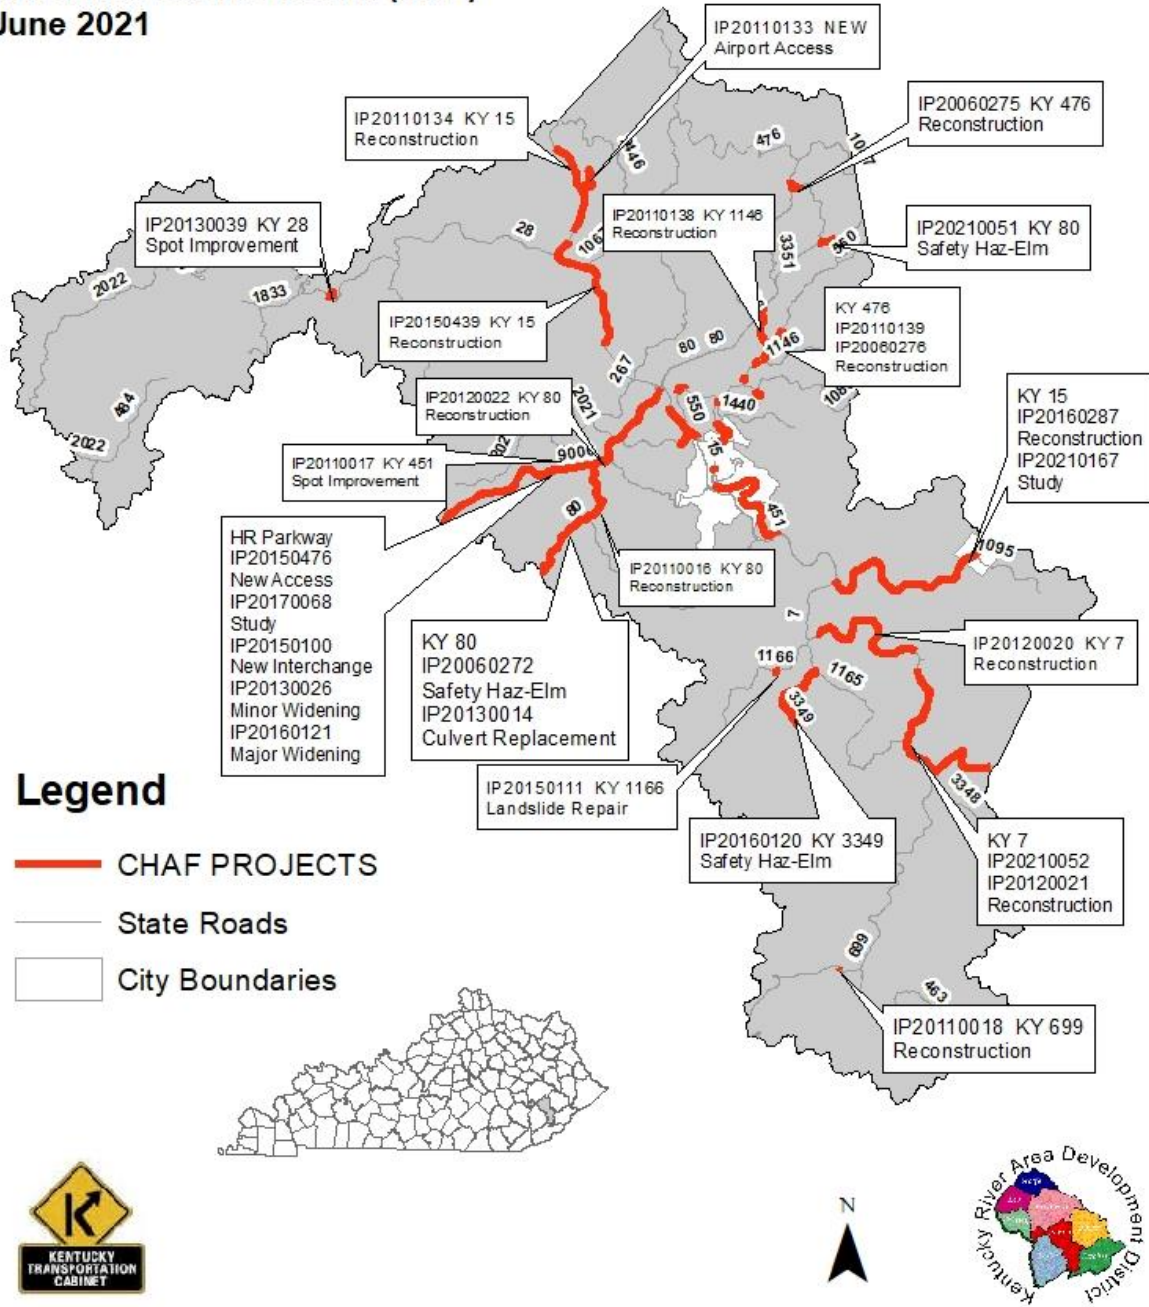 June 2021
IP20110133 NEW
Airport Access
IP20110134 KY 15
Reconstruction
IP20060275 KY 476
Reconstruction
476
28
IP20130039 KY 28
Spot Improvement
IP20110138 KY 1146
Reconstruction
3351
IP20210051 KY 80
Safety Haz-Elm
2022
1833
IP20150439 KY 15
Reconstruction
KY 476
IP20110139
IP20060276
Reconstruction
80
80
1146
267
484
2022
IP20120022 KY 80
Reconstruction
2021
550
1440
KY 15
IP20160287
Reconstruction
IP20210167
Study
IP20110017 KY 451
Spot Improvement
15
451
80
HR Parkway
IP20150476
New Access
IP20170068
Study
IP20150100
New Interchange
IP20130026
Minor Widening
IP20160121
Major Widening
IP20110016 KY 80
Reconstruction
1095
7
KY 80
IP20060272
Safety Haz-Elm
IP20130014
Culvert Replacement
1166
1165
3349
IP20120020 KY 7
Reconstruction
IP20150111 KY 1166
Landslide Repair
3348
IP20160120 KY 3349
Safety Haz-Elm
KY 7
IP20210052
IP20120021
Reconstruction
Legend
CHAF PROJECTS
State Roads
City Boundaries
699
463
IP20110018 KY 699
Reconstruction
KENTUCKY
TRANSPORTATION
CABINET
N
Kentucky River Area Development District